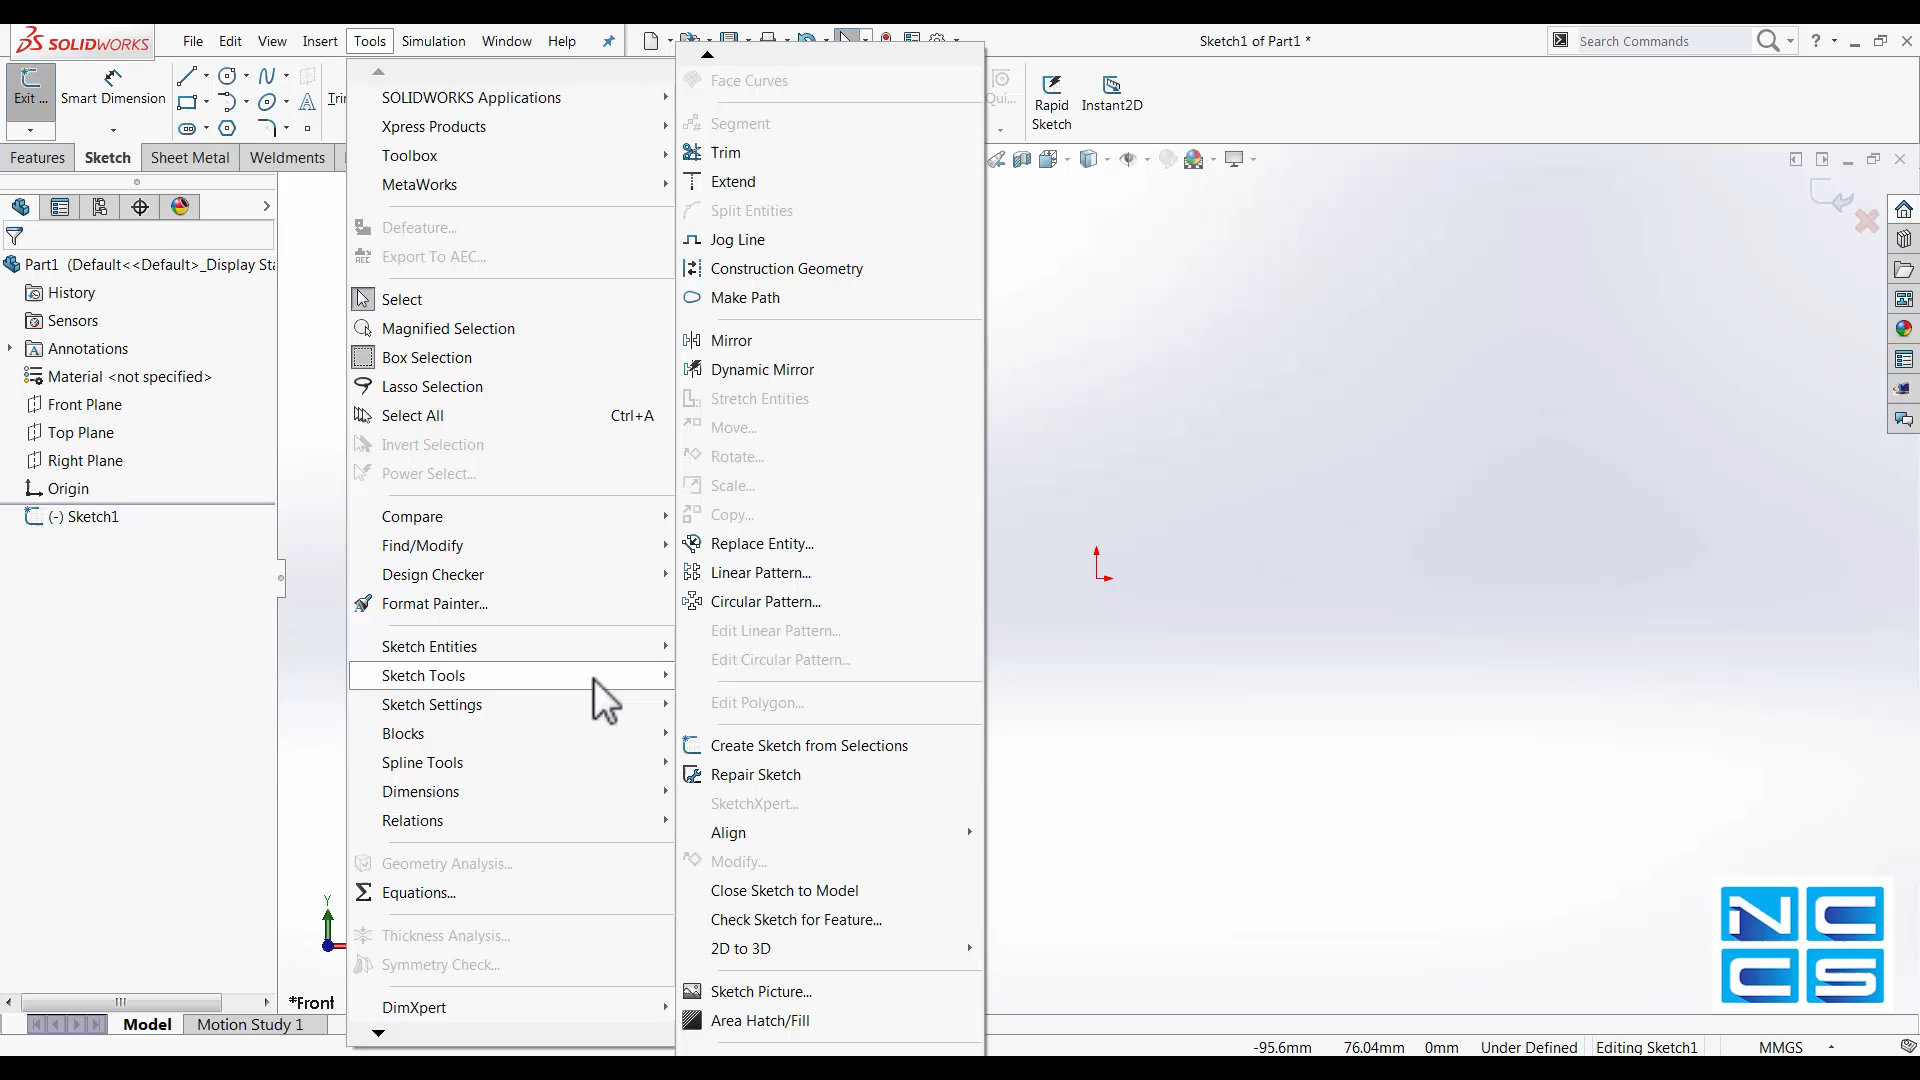 SOLIDWORKS
File
Edit
View
Insert
Tools
Simulation
Window
Help
Sketch1 of Part1 *
Search Commands
?
Exit ...
Smart Dimension
Rapid
Sketch
Instant2D
Qui...
Features
Sketch
Sheet Metal
Weldments
Part1 (Default<<Default>_Display Sta
History
Sensors
Annotations
Material <not specified>
Front Plane
Top Plane
Right Plane
Origin
(-) Sketch1
SOLIDWORKS Applications
Xpress Products
Toolbox
MetaWorks
Defeature...
Export To AEC...
Select
Magnified Selection
Box Selection
Lasso Selection
Select All Ctrl+A
Invert Selection
Power Select...
Compare
Find/Modify
Design Checker
Format Painter...
Sketch Entities
Sketch Tools
Sketch Settings
Blocks
Spline Tools
Dimensions
Relations
Geometry Analysis...
Equations...
Thickness Analysis...
Symmetry Check...
DimXpert
Face Curves
Segment
Trim
Extend
Split Entities
Jog Line
Construction Geometry
Make Path
Mirror
Dynamic Mirror
Stretch Entities
Move...
Rotate...
Scale...
Copy...
Replace Entity...
Linear Pattern...
Circular Pattern...
Edit Linear Pattern...
Edit Circular Pattern...
Edit Polygon...
Create Sketch from Selections
Repair Sketch
SketchXpert...
Align
Modify...
Close Sketch to Model
Check Sketch for Feature...
2D to 3D
Sketch Picture...
Area Hatch/Fill
Y
*Front
NC
CS
Model
Motion Study 1
-95.6mm 76.04mm 0mm Under Defined Editing Sketch1 MMGS